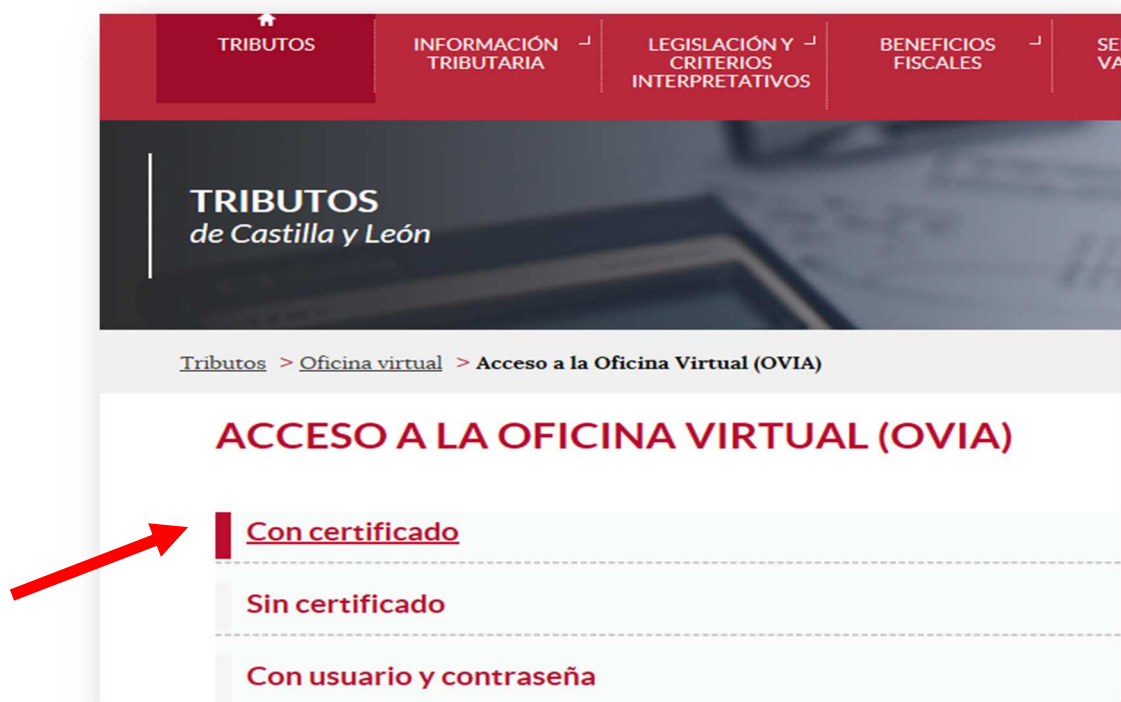 TRIBUTOS
INFORMACIÓN
TRIBUTARIA
LEGISLACIÓN Y
CRITERIOS
INTERPRETATIVOS
BENEFICIOS
FISCALES
TRIBUTOS
de Castilla y León
Tributos > Oficina virtual > Acceso a la Oficina Virtual (OVIA)
ACCESO A LA OFICINA VIRTUAL (OVIA)
Con certificado
Sin certificado
Con usuario y contraseña